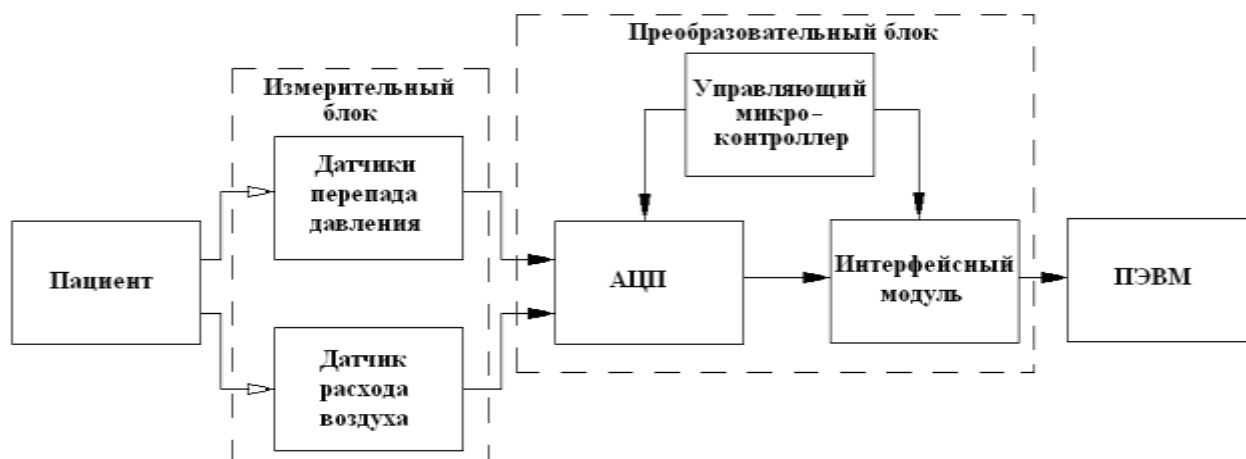 Преобразовательный блок
Управляющий
микро–
контроллер
Измерительный
блок
Датчики
перепада
давления
Пациент
АЦП
Интерфейсный
модуль
ПЭВМ
Датчик
расхода
воздуха